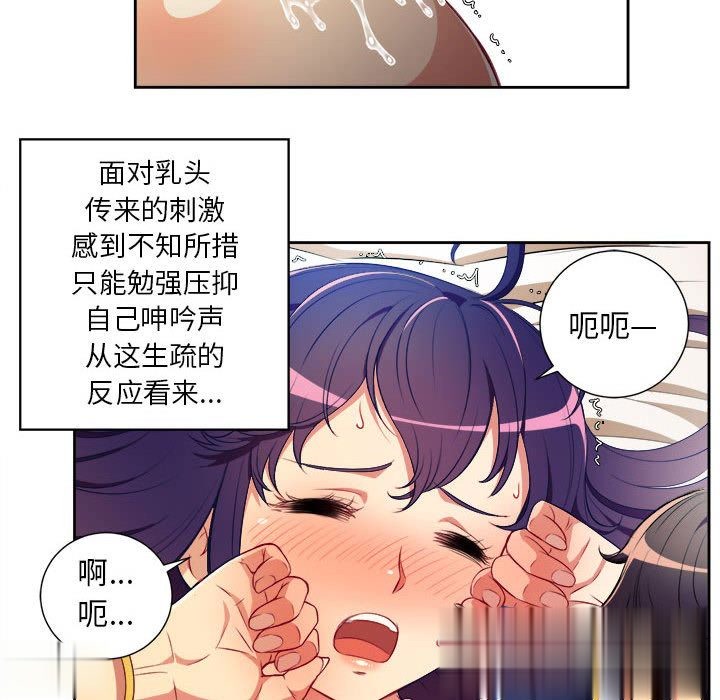 面对乳头
传来的刺激
感到不知所措
只能勉强压抑
自己呻吟声
从这生疏的
反应看来...
呃呃—
啊...
呃...